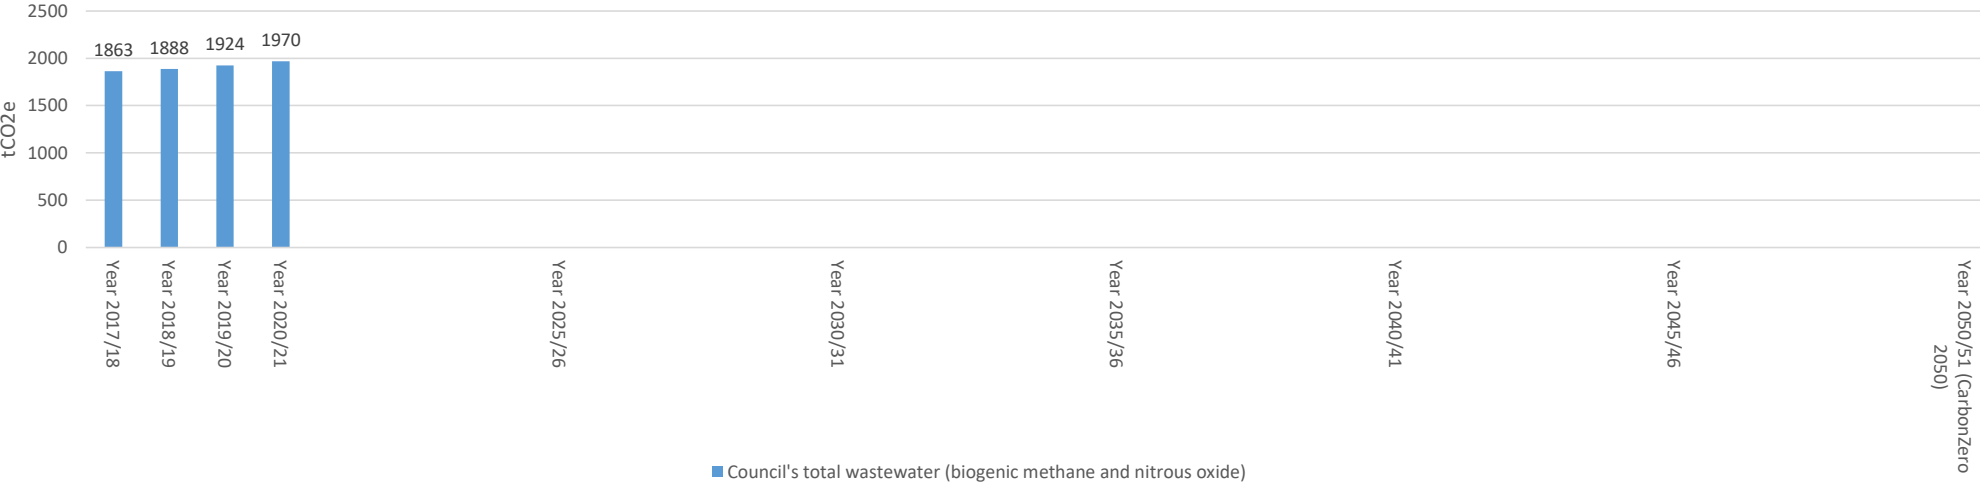 2500
2000
1500
1000
500
0
tCO2e
1863
1888
1924
1970
Year 2017/18
Year 2018/19
Year 2019/20
Year 2020/21
Year 2025/26
Year 2030/31
Year 2035/36
Year 2040/41
Year 2045/46
Year 2050/51 (CarbonZero
2050)
Council's total wastewater (biogenic methane and nitrous oxide)